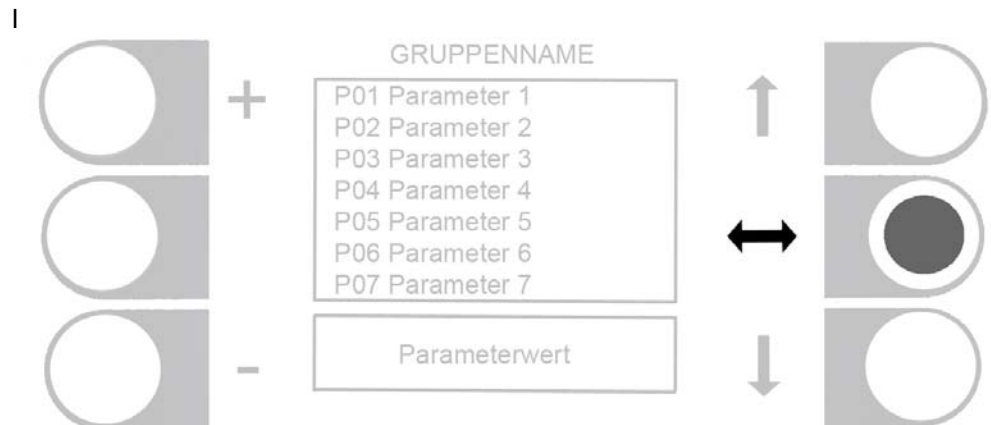 I
GRUPPENNAME
+
P01 Parameter 1
P02 Parameter 2
P03 Parameter 3
P04 Parameter 4
P05 Parameter 5
P06 Parameter 6
P07 Parameter 7
- Parameterwert